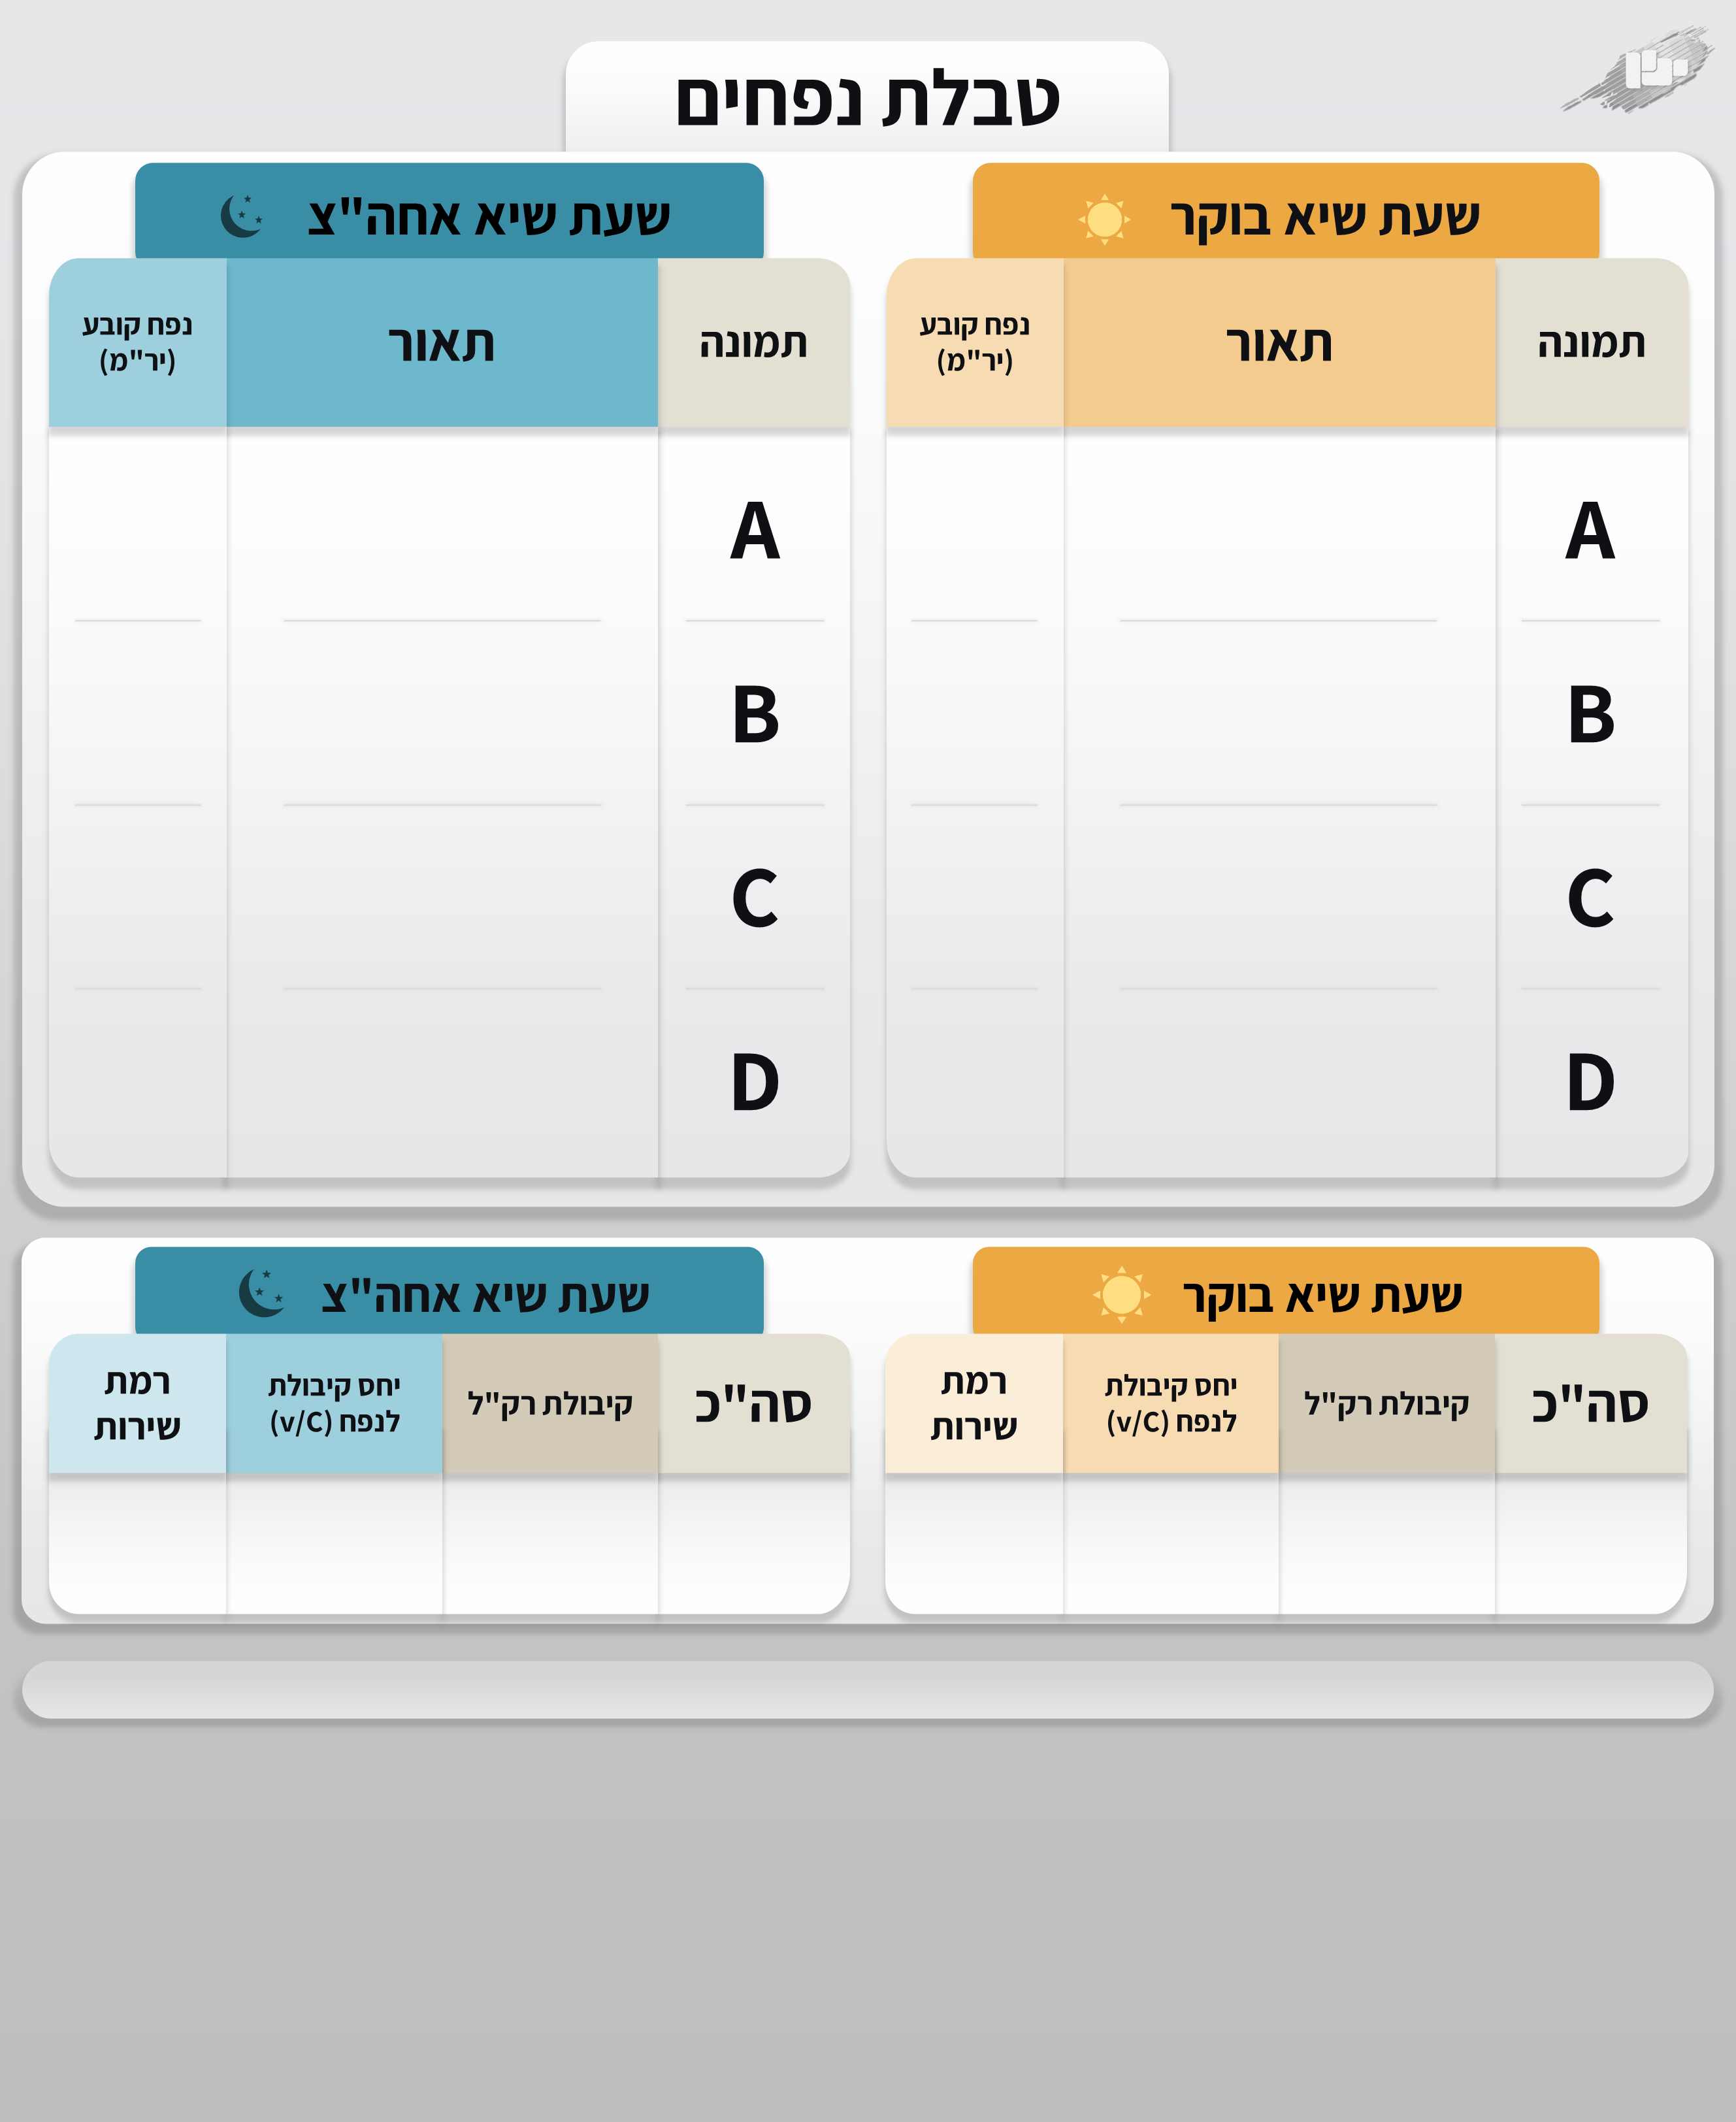 טבלת נפחים
שעת שיא בוקר
תמונה
תאור
נפח קובע
(יר"מ)
A
B
C
D
שעת שיא אחה"צ
תמונה
תאור
נפח קובע
(יר"מ)
A
B
C
D
שעת שיא בוקר
סה"כ
קיבולת רק"ל
יחס קיבולת
לנפח (v/C)
רמת
שירות
שעת שיא אחה"צ
סה"כ
קיבולת רק"ל
יחס קיבולת
לנפח (v/C)
רמת
שירות